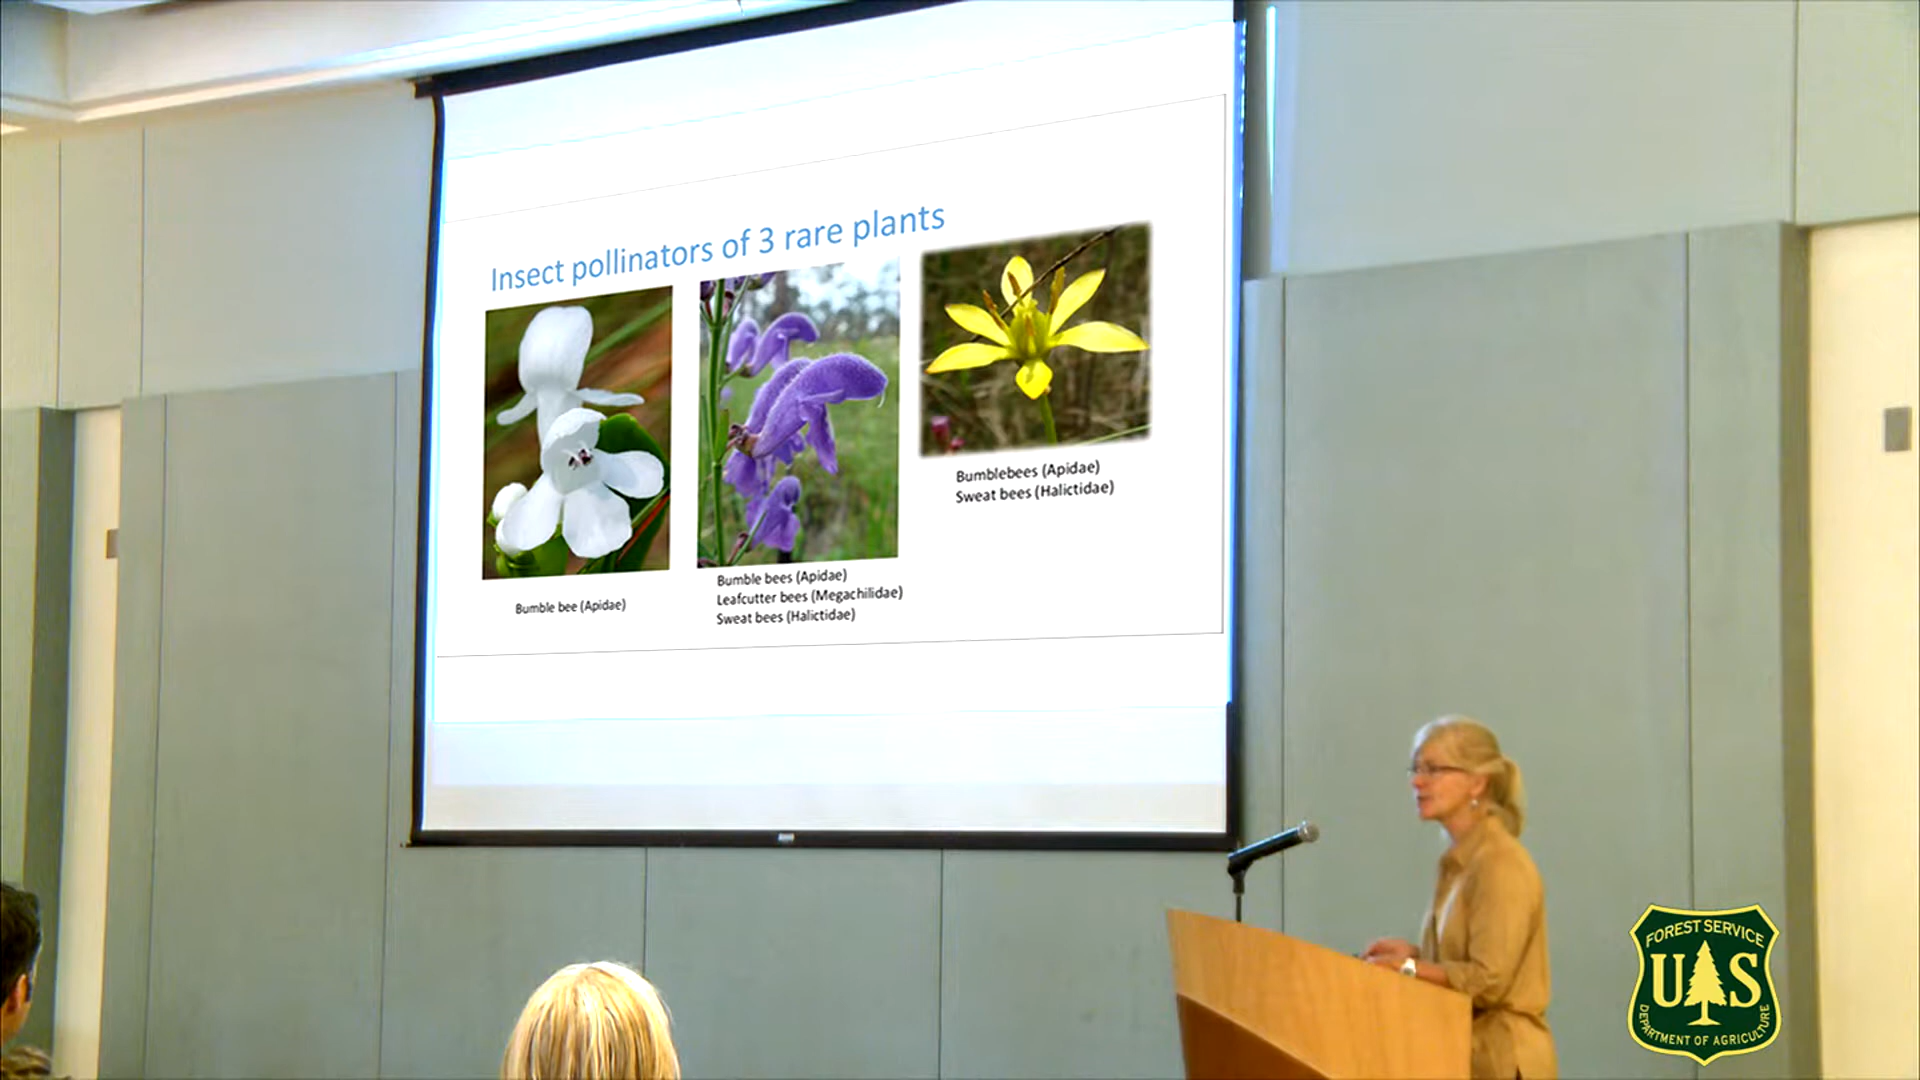 Insect pollinators of 3 rare plants
Bumble bee (Apidae)
Bumble bees (Apidae)
Leafcutter bees (Megachilidae)
Sweat bees (Halictidae)
Bumblebees (Apidae)
Sweat bees (Halictidae)
FOREST SERVICE
U S
DEPARTMENT OF AGRICULTURE